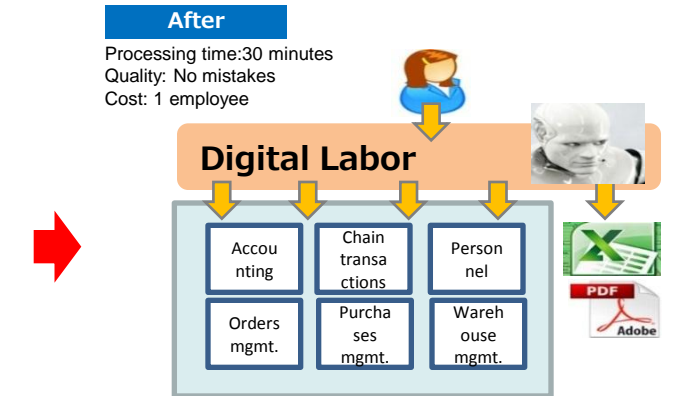 After
Processing time:30 minutes
Quality: No mistakes
Cost: 1 employee
Digital Labor
Accou
nting
Chain
transa
ctions
Person
nel
Orders
mgmt.
Purcha
ses
mgmt.
Wareh
ouse
mgmt.
X
PDF
Adobe